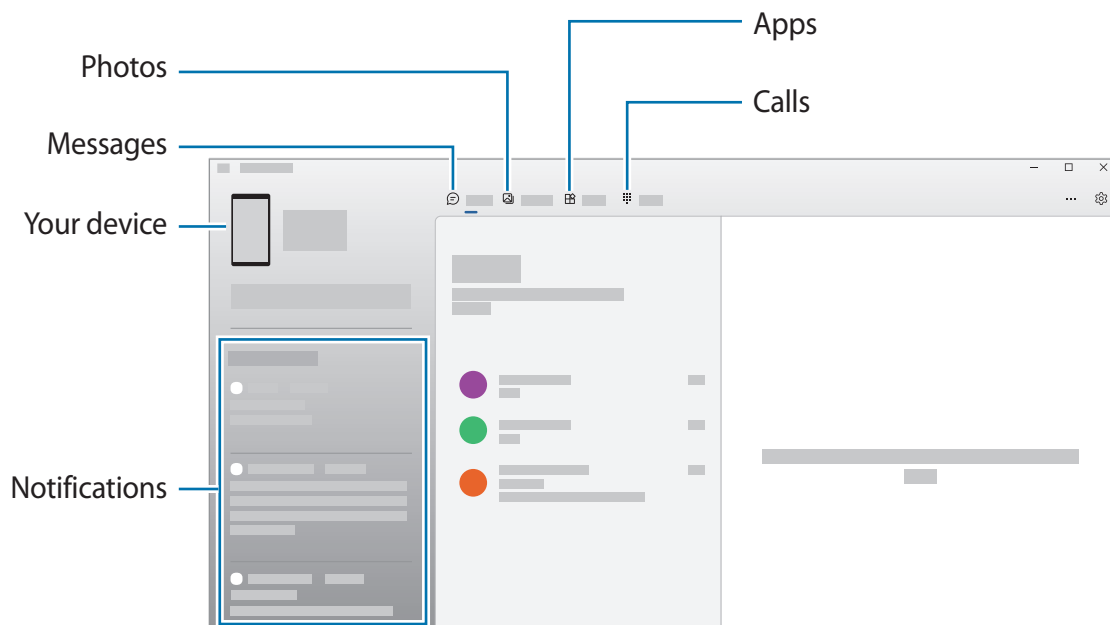 Apps
Photos
Calls
Messages
Your device
Notifications